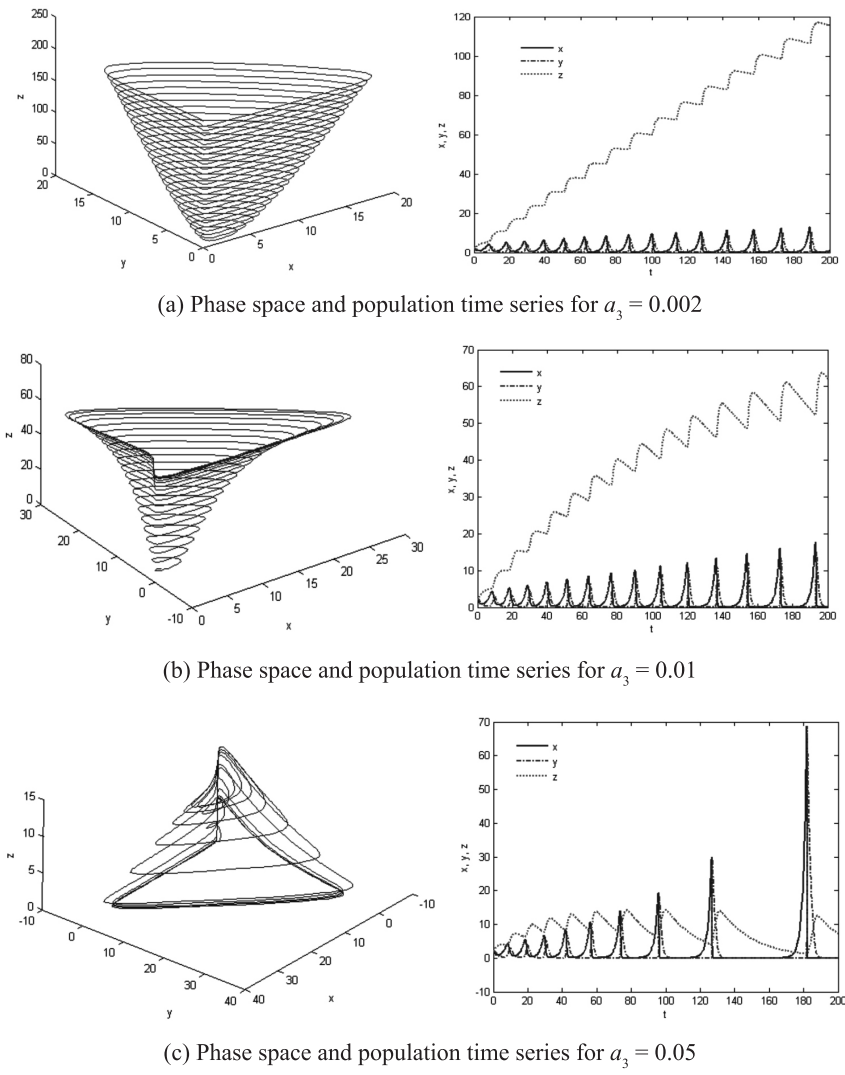 250
200
150
100
50
0
z
20
15
10
5
0
y
0
5
10
15
20
x
120
100
80
60
40
20
0
x, y, z
x
y
z
0 20 40 60 80 100 120 140 160 180 200
t
(a) Phase space and population time series for a₃ = 0.002
80
60
40
20
0
z
30
20
10
0
-10
y
0
5
10
15
20
25
30
x
70
60
50
40
30
20
10
0
x, y, z
x
y
z
0 20 40 60 80 100 120 140 160 180 200
t
(b) Phase space and population time series for a₃ = 0.01
15
10
5
0
z
-10
0
10
20
30
40
y
40
30
20
10
0
-10
x
70
60
50
40
30
20
10
0
-10
x, y, z
x
y
z
0 20 40 60 80 100 120 140 160 180 200
t
(c) Phase space and population time series for a₃ = 0.05